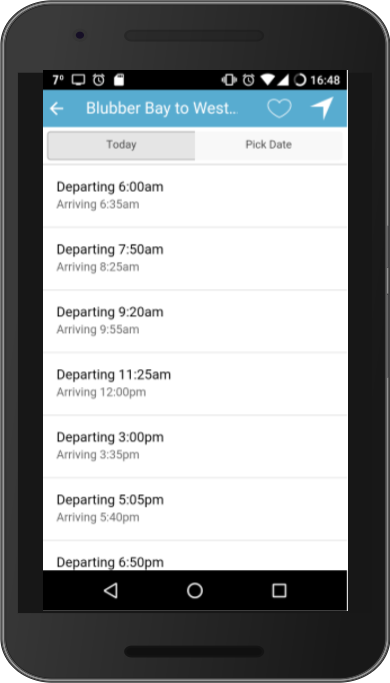 7° 16:48
Blubber Bay to West..
Today Pick Date
Departing 6:00am
Arriving 6:35am
Departing 7:50am
Arriving 8:25am
Departing 9:20am
Arriving 9:55am
Departing 11:25am
Arriving 12:00pm
Departing 3:00pm
Arriving 3:35pm
Departing 5:05pm
Arriving 5:40pm
Departing 6:50pm